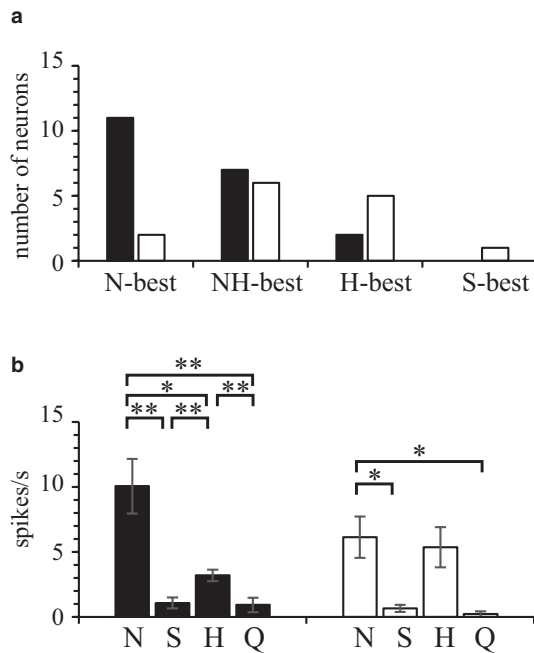 a
number of neurons
15
10
5
0
N-best NH-best H-best S-best
b
**
* **
** **
*
*
spikes/s
15
10
5
0
N S H Q N S H Q